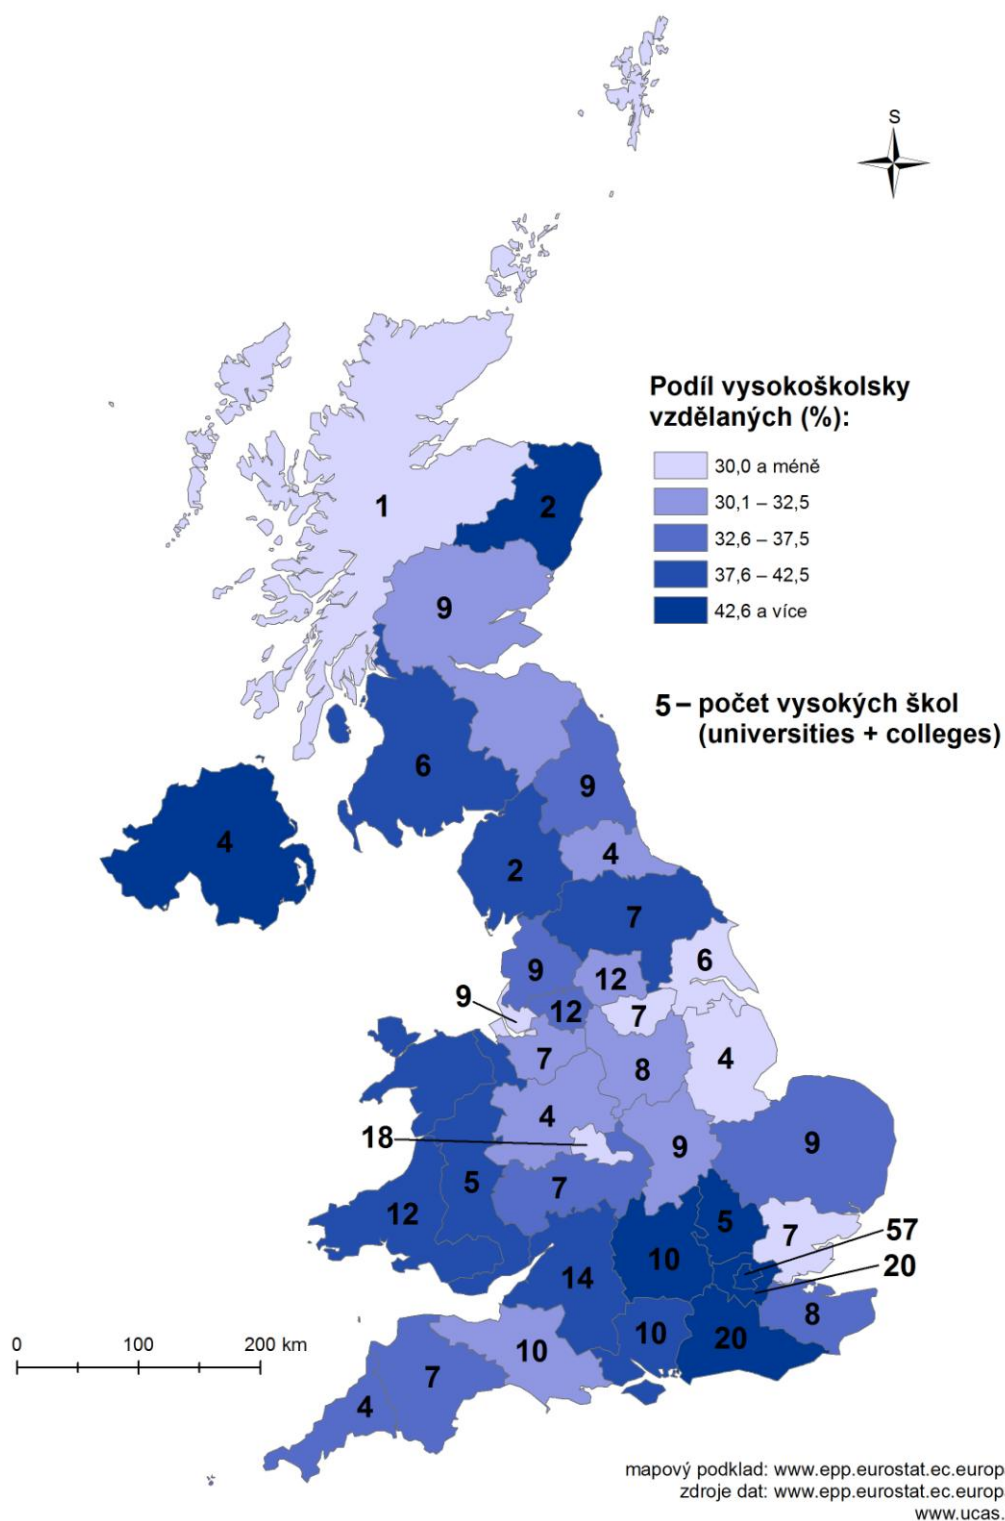 S
Podíl vysokoškolsky
vzdělaných (%):
30,0 a méně
30,1 – 32,5
32,6 – 37,5
37,6 – 42,5
42,6 a více
5 – počet vysokých škol
(universities + colleges)
1
2
9
6
9
4
4
2
7
6
9
12
9
12
7
7
8
4
4
18
9
9
7
5
12
5
7
57
10
20
14
8
10
20
10
7
4
0 100 200 km
mapový podklad: www.epp.eurostat.ec.europ
zdroje dat: www.epp.eurostat.ec.europ
www.ucas.